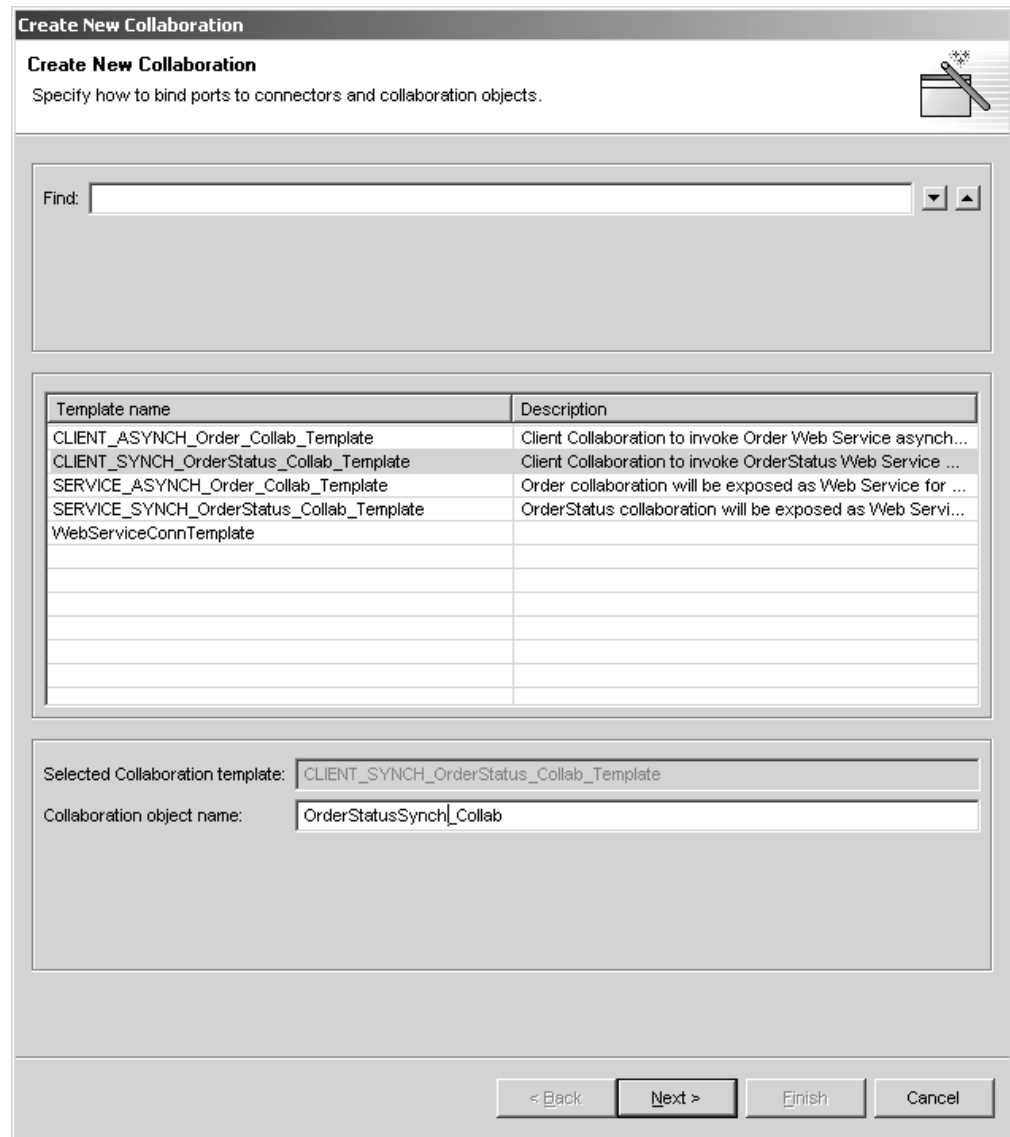 Create New Collaboration
Create New Collaboration
Specify how to bind ports to connectors and collaboration objects.
Find:
Template name Description
CLIENT_ASYNCH_Order_Collab_Template Client Collaboration to invoke Order Web Service asynch...
CLIENT_SYNCH_OrderStatus_Collab_Template Client Collaboration to invoke OrderStatus Web Service ...
SERVICE_ASYNCH_Order_Collab_Template Order collaboration will be exposed as Web Service for ...
SERVICE_SYNCH_OrderStatus_Collab_Template OrderStatus collaboration will be exposed as Web Servi...
WebServiceConnTemplate
Selected Collaboration template: CLIENT_SYNCH_OrderStatus_Collab_Template
Collaboration object name: OrderStatusSynch_Collab
< Back Next > Finish Cancel